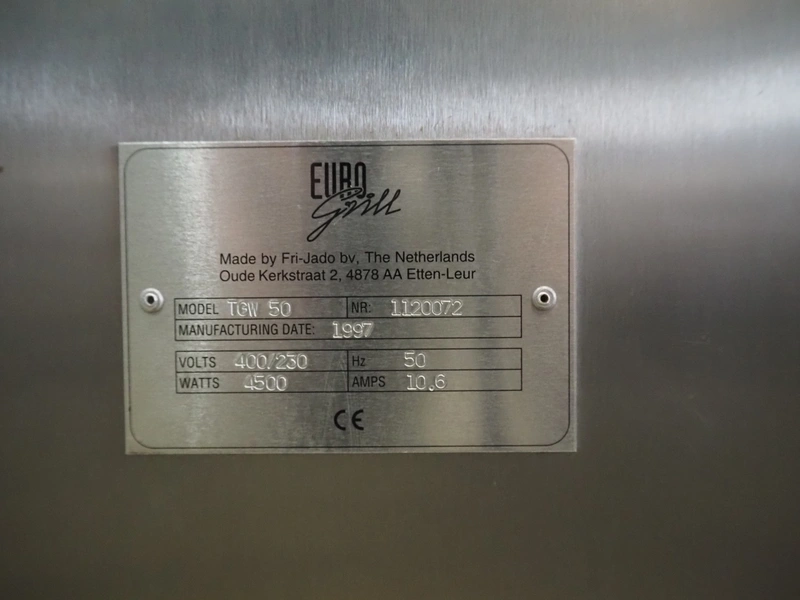 EURO
Grill
Made by Fri-Jado bv, The Netherlands
Oude Kerkstraat 2, 4878 AA Etten-Leur
MODEL TGW 50 NR: 1120072
MANUFACTURING DATE: 1997
VOLTS 400/230 Hz 50
WATTS 4500 AMPS 10.6
CE